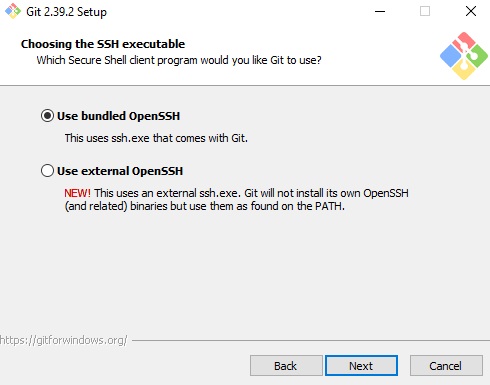 Git 2.39.2 Setup
Choosing the SSH executable
Which Secure Shell client program would you like Git to use?
Use bundled OpenSSH
This uses ssh.exe that comes with Git.
Use external OpenSSH
NEW! This uses an external ssh.exe. Git will not install its own OpenSSH
(and related) binaries but use them as found on the PATH.
https://gitforwindows.org/
Back Next Cancel